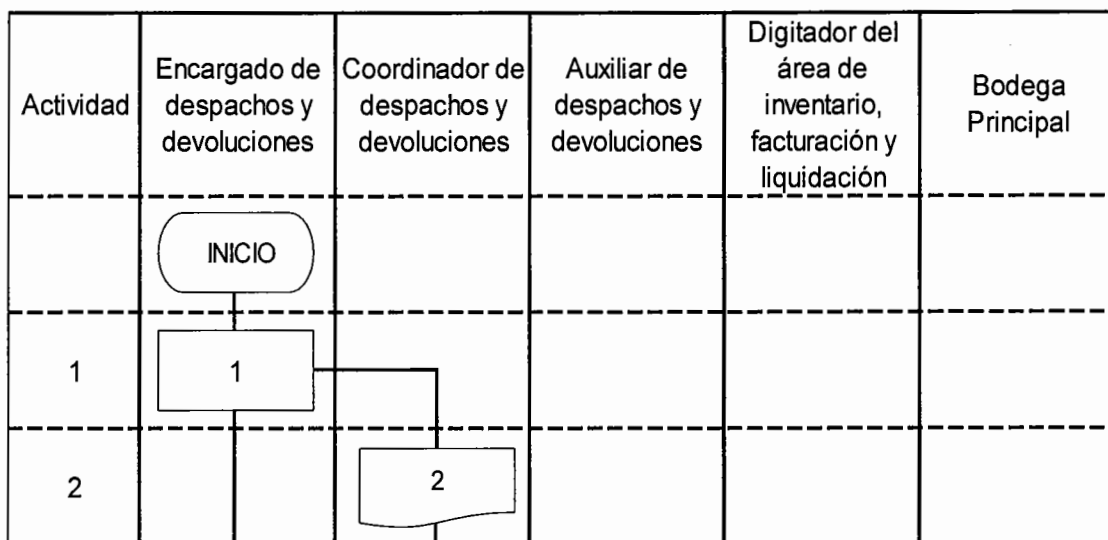 Actividad
Encargado de
despachos y
devoluciones
Coordinador de
despachos y
devoluciones
Auxiliar de
despachos y
devoluciones
Digitador del
área de
inventario,
facturación y
liquidación
Bodega
Principal
INICIO
1
1
2
2